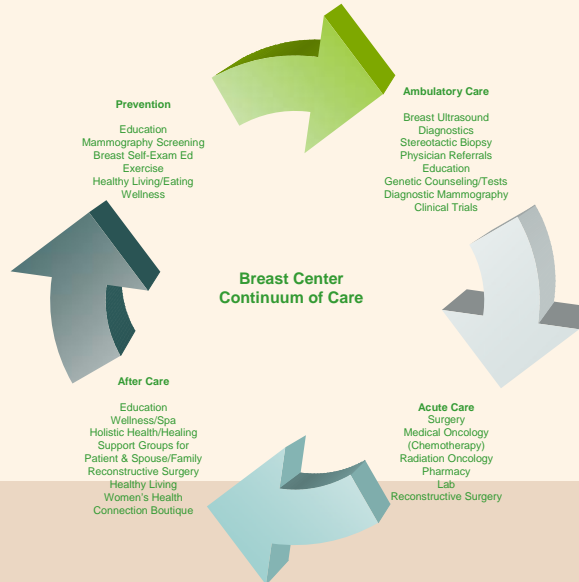 Prevention
Education
Mammography Screening
Breast Self-Exam Ed
Exercise
Healthy Living/Eating
Wellness
Ambulatory Care
Breast Ultrasound
Diagnostics
Stereotactic Biopsy
Physician Referrals
Education
Genetic Counseling/Tests
Diagnostic Mammography
Clinical Trials
Breast Center
Continuum of Care
After Care
Education
Wellness/Spa
Holistic Health/Healing
Support Groups for
Patient & Spouse/Family
Reconstructive Surgery
Healthy Living
Women's Health
Connection Boutique
Acute Care
Surgery
Medical Oncology
(Chemotherapy)
Radiation Oncology
Pharmacy
Lab
Reconstructive Surgery